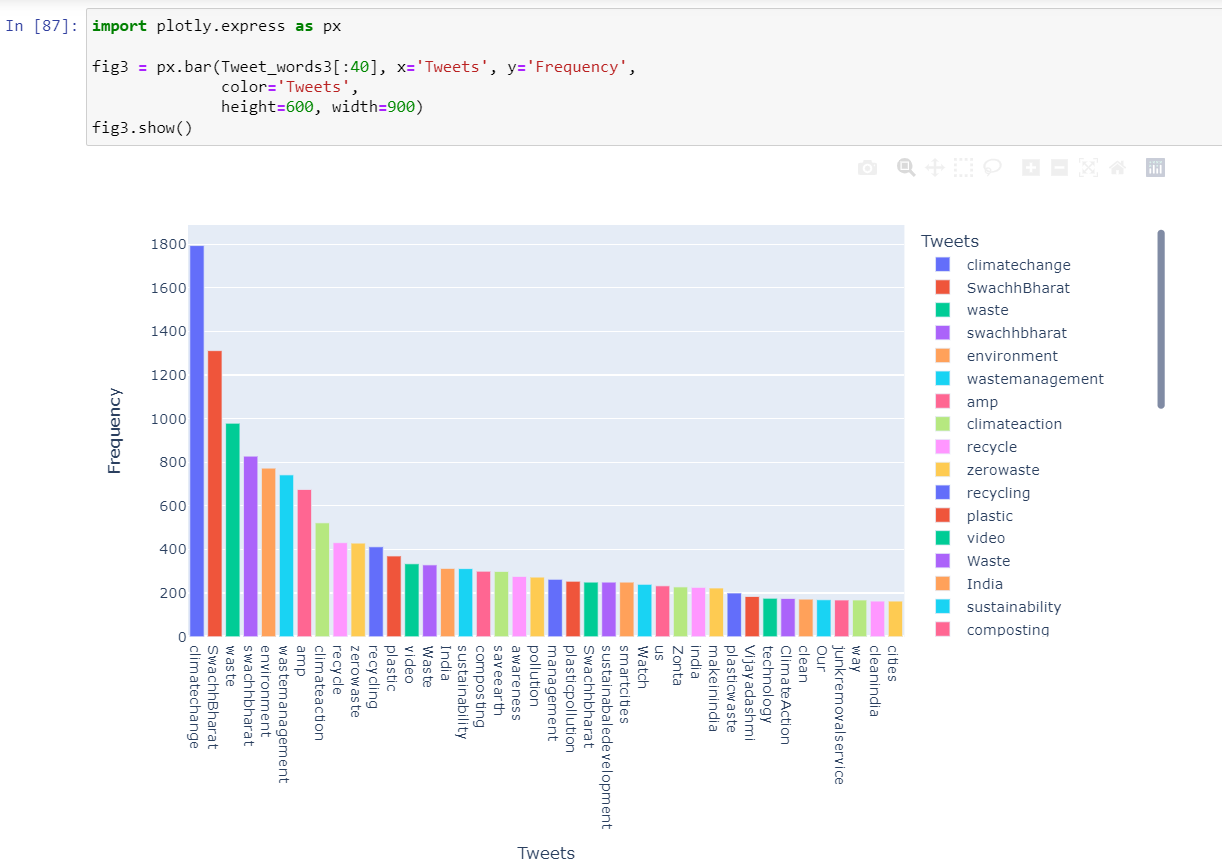 In [87]:
import plotly.express as px
fig3 = px.bar(Tweet_words3[:40], x='Tweets', y='Frequency',
color='Tweets',
height=600, width=900)
fig3.show()
1800
1600
1400
1200
1000
800
600
400
200
0
Frequency
climatechange
SwachhBharat
waste
swachhbharat
environment
wastemanagement
amp
climateaction
recycle
zerowaste
recycling
plastic
video
Waste
India
sustainability
composting
saveearth
awareness
pollution
management
plasticpollution
Swachhbharat
sustainabaledevelopment
smartcities
Watch
us
Zonta
india
makeinindia
plasticwaste
Vijayadashmi
technology
ClimateAction
clean
Our
junkremovalservice
way
cleanindia
cities
Tweets
Tweets
climatechange
SwachhBharat
waste
swachhbharat
environment
wastemanagement
amp
climateaction
recycle
zerowaste
recycling
plastic
video
Waste
India
sustainability
composting